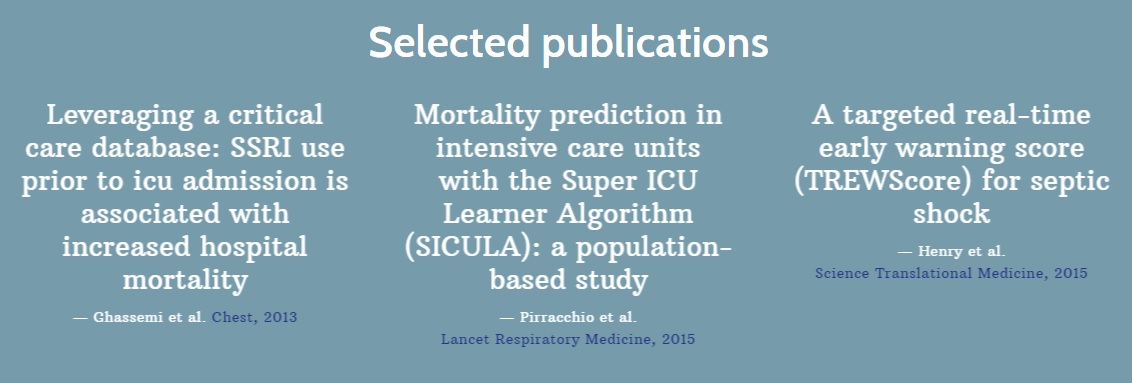 Selected publications
Leveraging a critical
care database: SSRI use
prior to icu admission is
associated with
increased hospital
mortality
— Ghassemi et al. Chest, 2013
Mortality prediction in
intensive care units
with the Super ICU
Learner Algorithm
(SICULA): a population-
based study
— Pirracchio et al.
Lancet Respiratory Medicine, 2015
A targeted real-time
early warning score
(TREWScore) for septic
shock
— Henry et al.
Science Translational Medicine, 2015